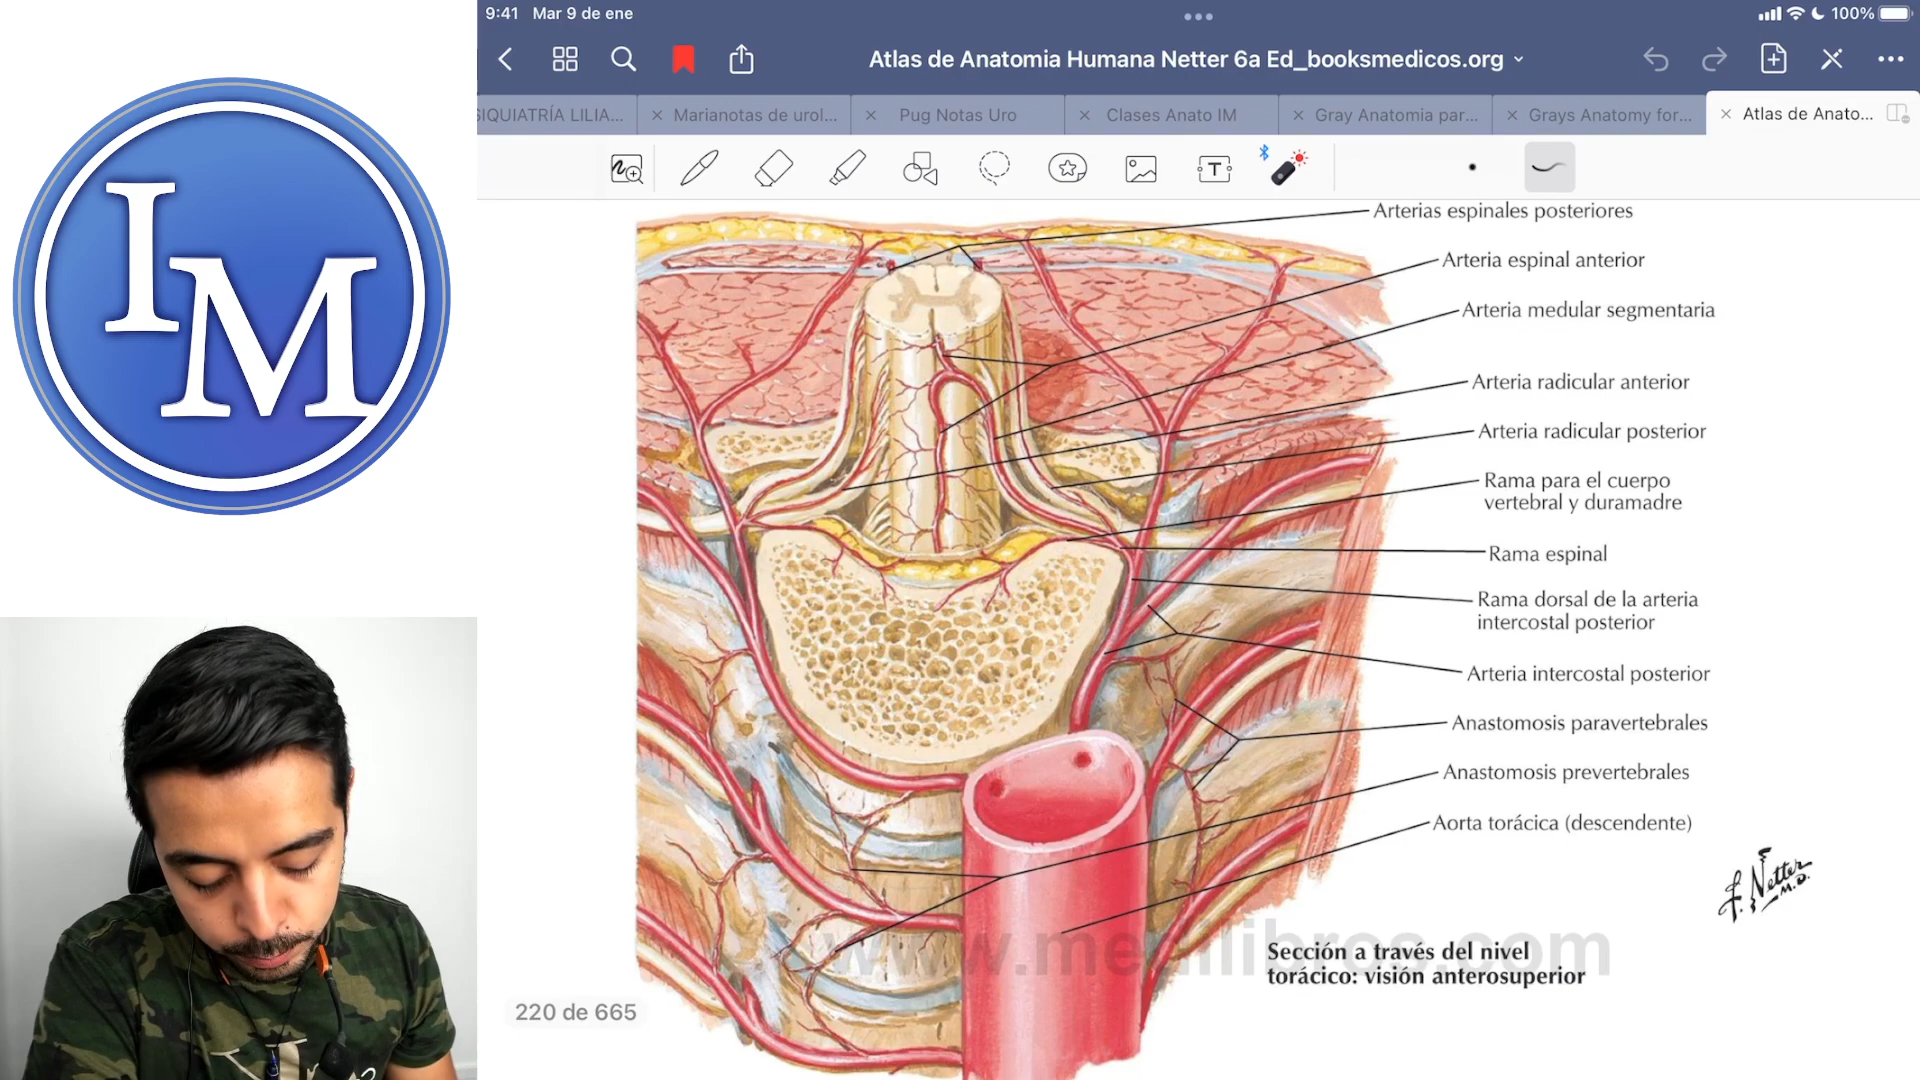 9:41 Mar 9 de ene
100%
Atlas de Anatomia Humana Netter 6a Ed_booksmedicos.org
SIQUIATRÍA LILIA...
Marianotas de urol...
Pug Notas Uro
Clases Anato IM
Gray Anatomia par...
Grays Anatomy for...
Atlas de Anato...
T
IM
Arterias espinales posteriores
Arteria espinal anterior
Arteria medular segmentaria
Arteria radicular anterior
Arteria radicular posterior
Rama para el cuerpo
vertebral y duramadre
Rama espinal
Rama dorsal de la arteria
intercostal posterior
Arteria intercostal posterior
Anastomosis paravertebrales
Anastomosis prevertebrales
Aorta torácica (descendente)
F. Netter
M.D.
www.medilibros.com
Sección a través del nivel
torácico: visión anterosuperior
220 de 665